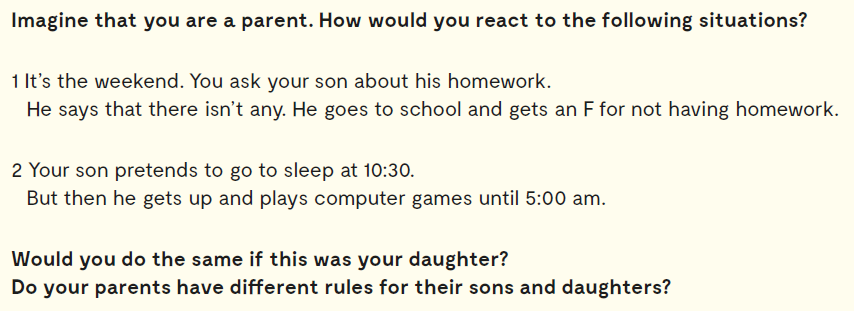 Imagine that you are a parent. How would you react to the following situations?
1 It's the weekend. You ask your son about his homework.
He says that there isn't any. He goes to school and gets an F for not having homework.
2 Your son pretends to go to sleep at 10:30.
But then he gets up and plays computer games until 5:00 am.
Would you do the same if this was your daughter?
Do your parents have different rules for their sons and daughters?